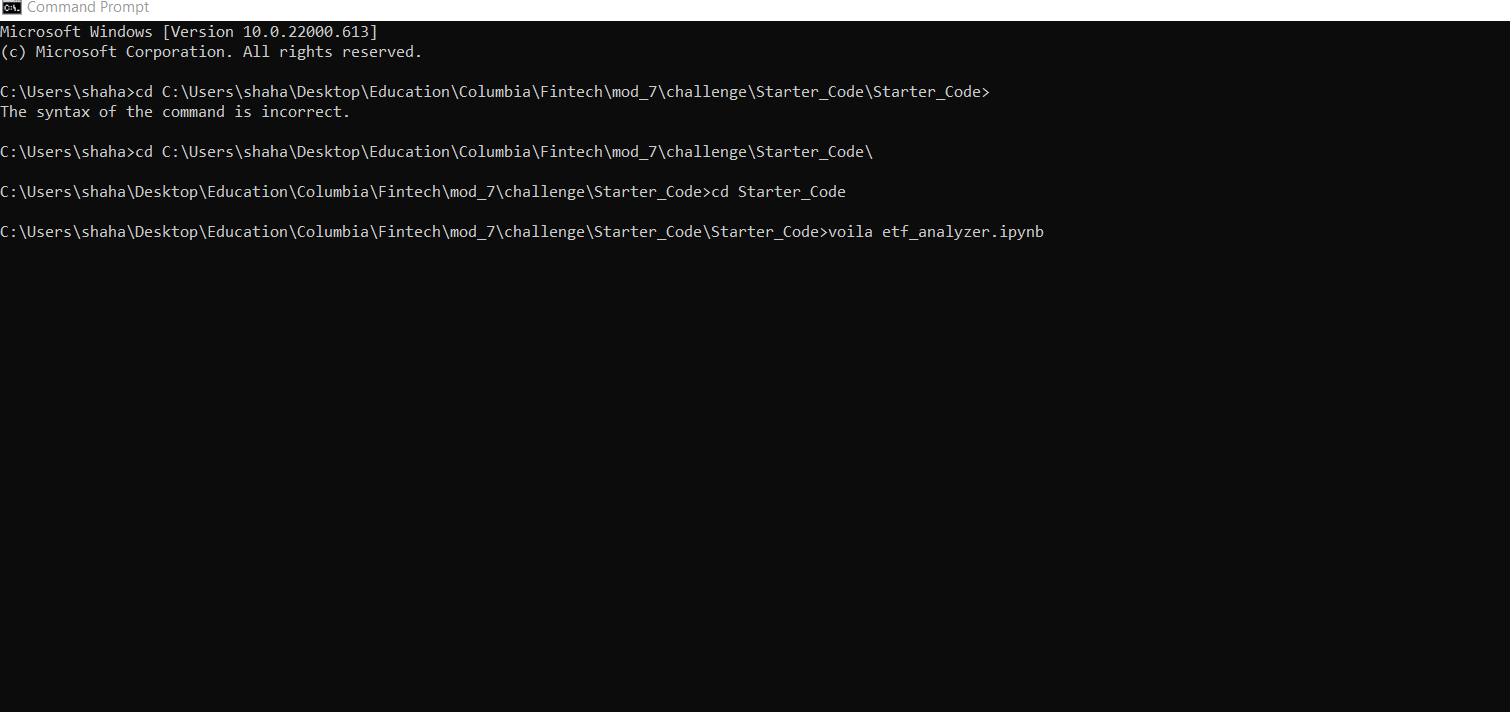 Command Prompt
Microsoft Windows [Version 10.0.22000.613]
(c) Microsoft Corporation. All rights reserved.
C:\Users\shaha>cd C:\Users\shaha\Desktop\Education\Columbia\Fintech\mod_7\challenge\Starter_Code\Starter_Code>
The syntax of the command is incorrect.
C:\Users\shaha>cd C:\Users\shaha\Desktop\Education\Columbia\Fintech\mod_7\challenge\Starter_Code\
C:\Users\shaha\Desktop\Education\Columbia\Fintech\mod_7\challenge\Starter_Code>cd Starter_Code
C:\Users\shaha\Desktop\Education\Columbia\Fintech\mod_7\challenge\Starter_Code\Starter_Code>voila etf_analyzer.ipynb